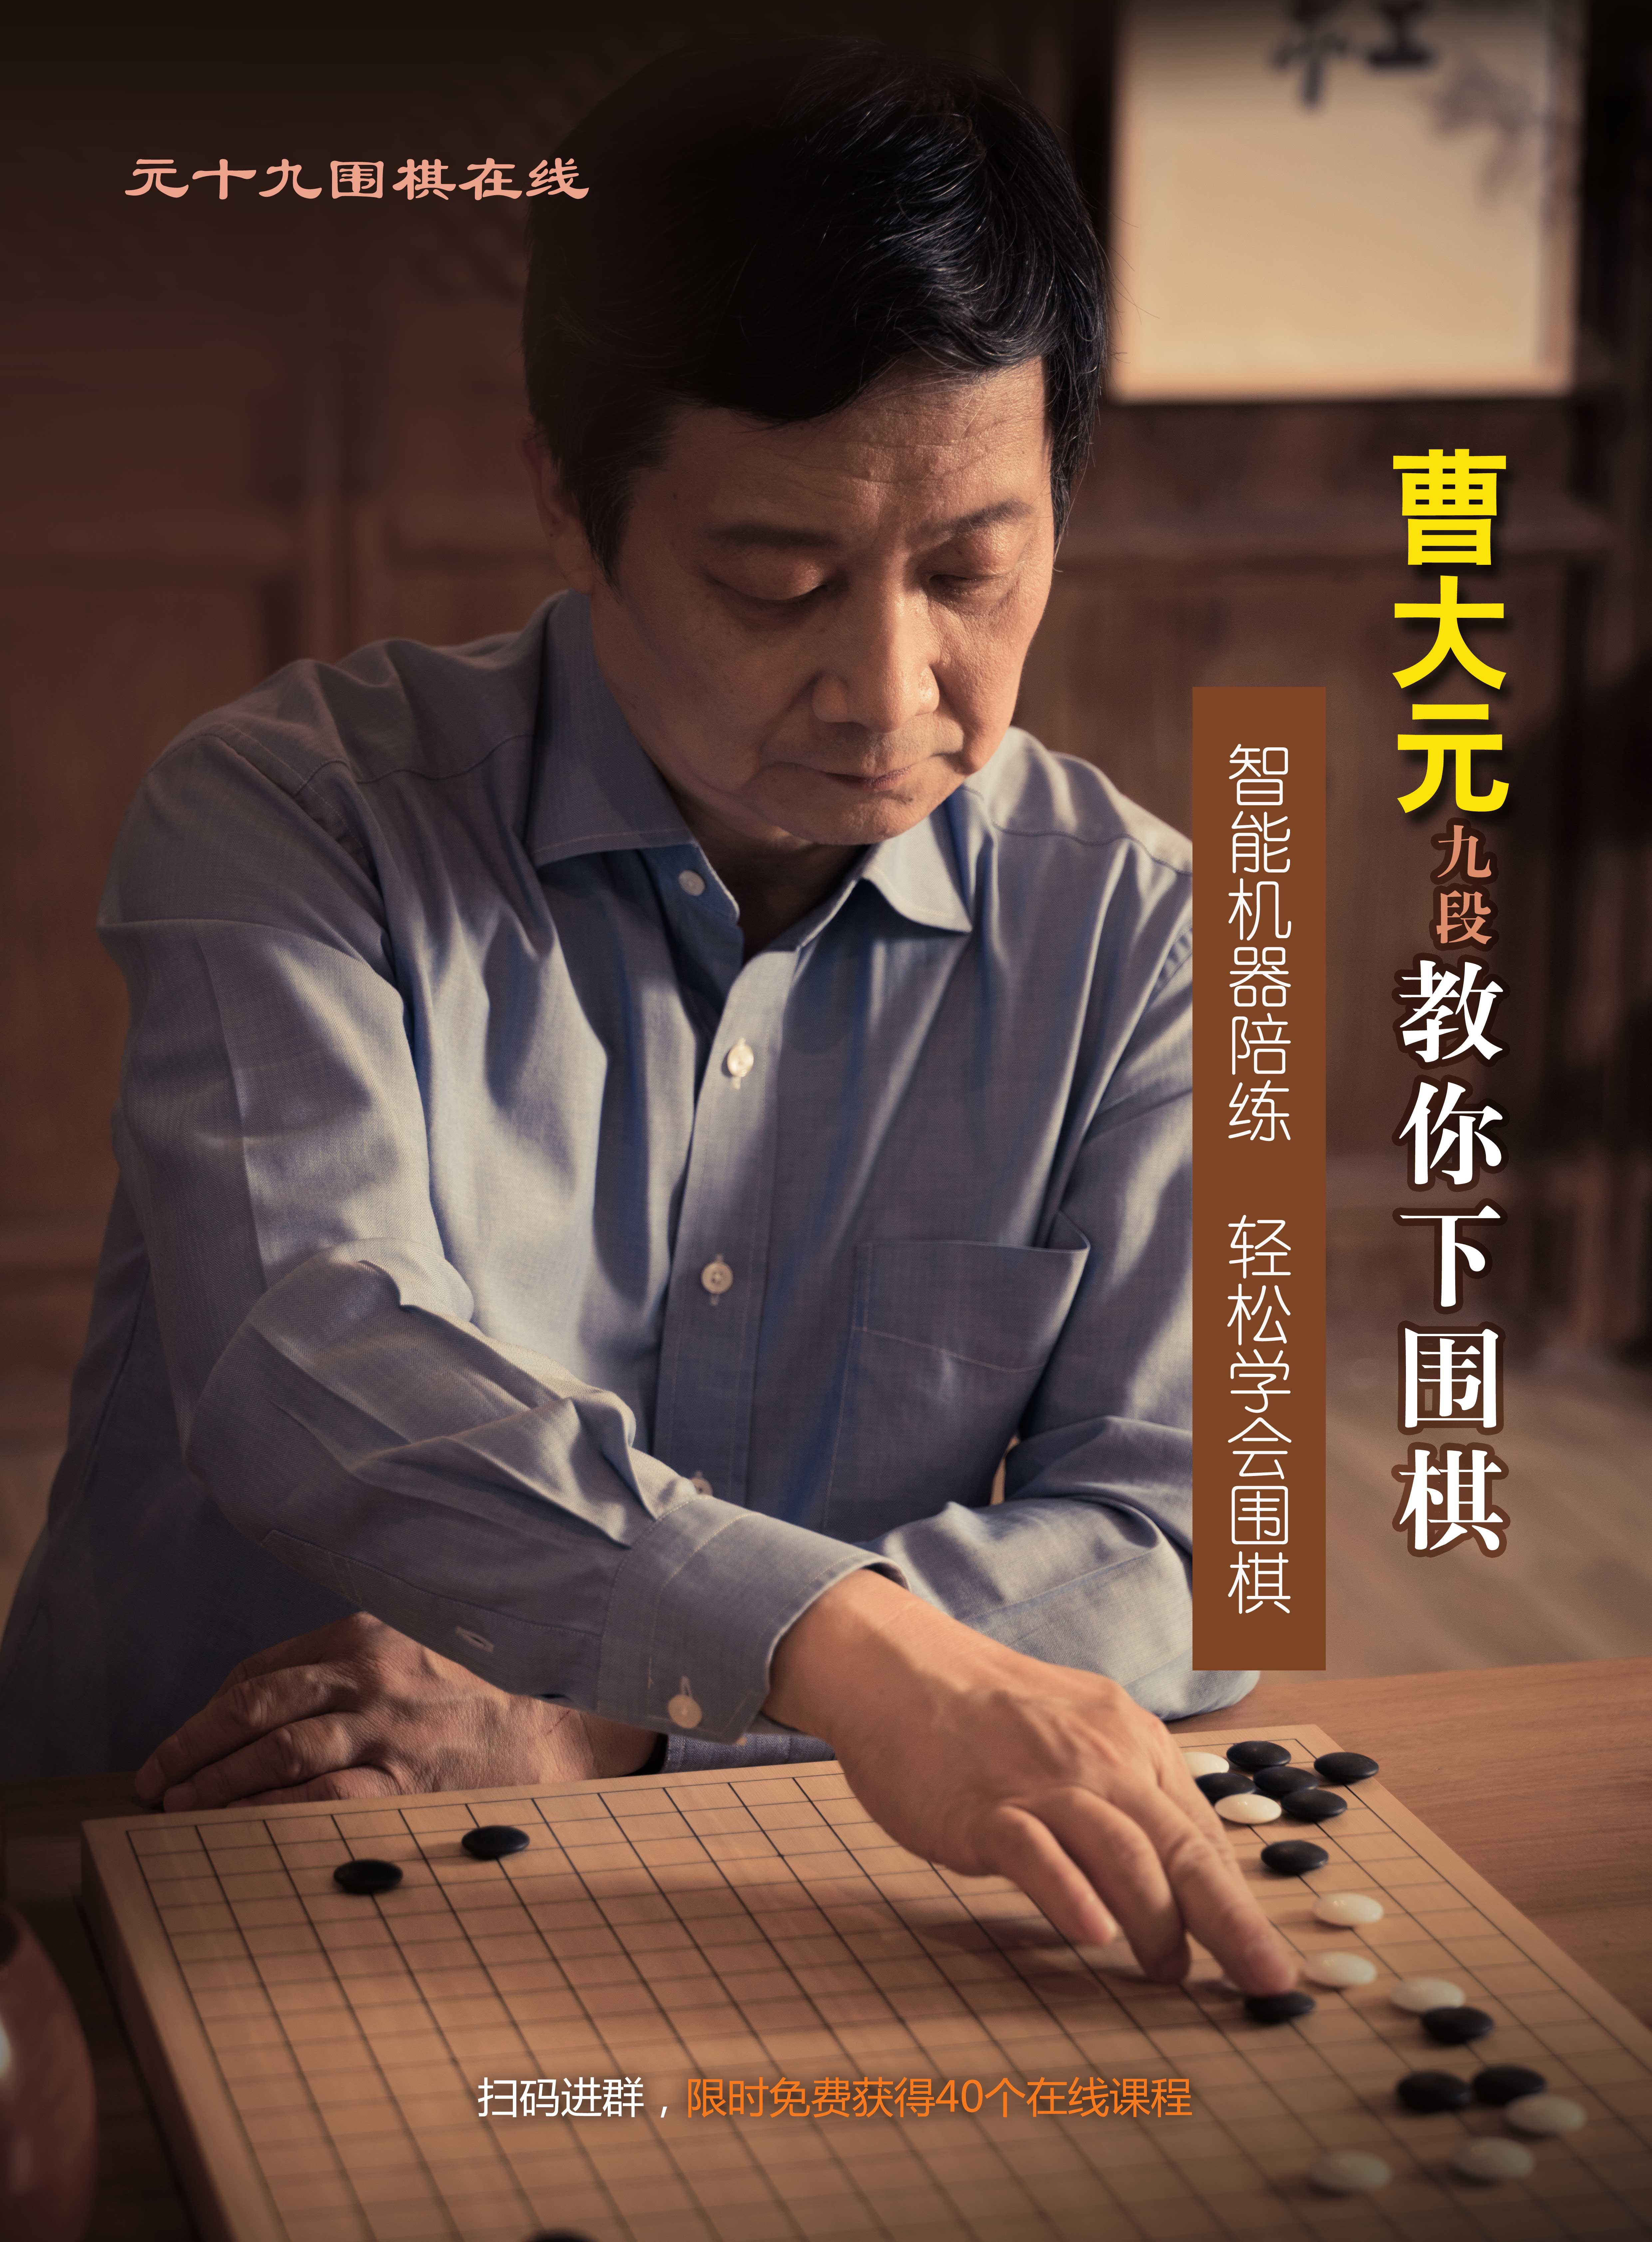 元十九围棋在线
曹大元九段教你下围棋
智能机器陪练 轻松学会围棋
扫码进群，限时免费获得40个在线课程